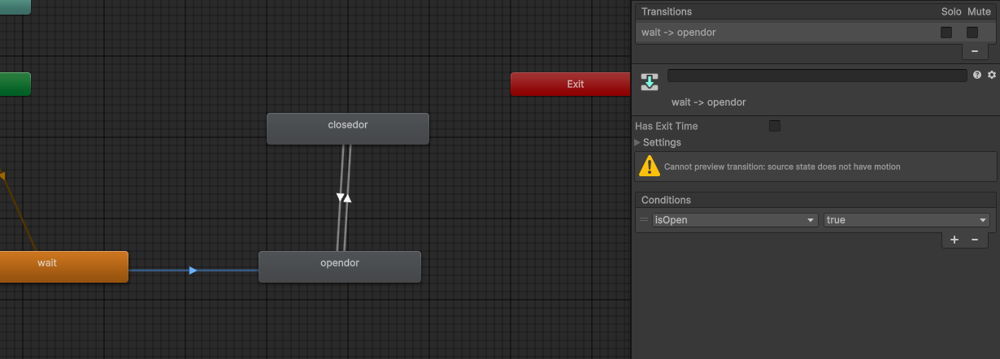 Transitions Solo Mute
wait -> opendor
wait -> opendor
Has Exit Time
Settings
Cannot preview transition: source state does not have motion
Conditions
isOpen true
Exit
closedor
wait
opendor